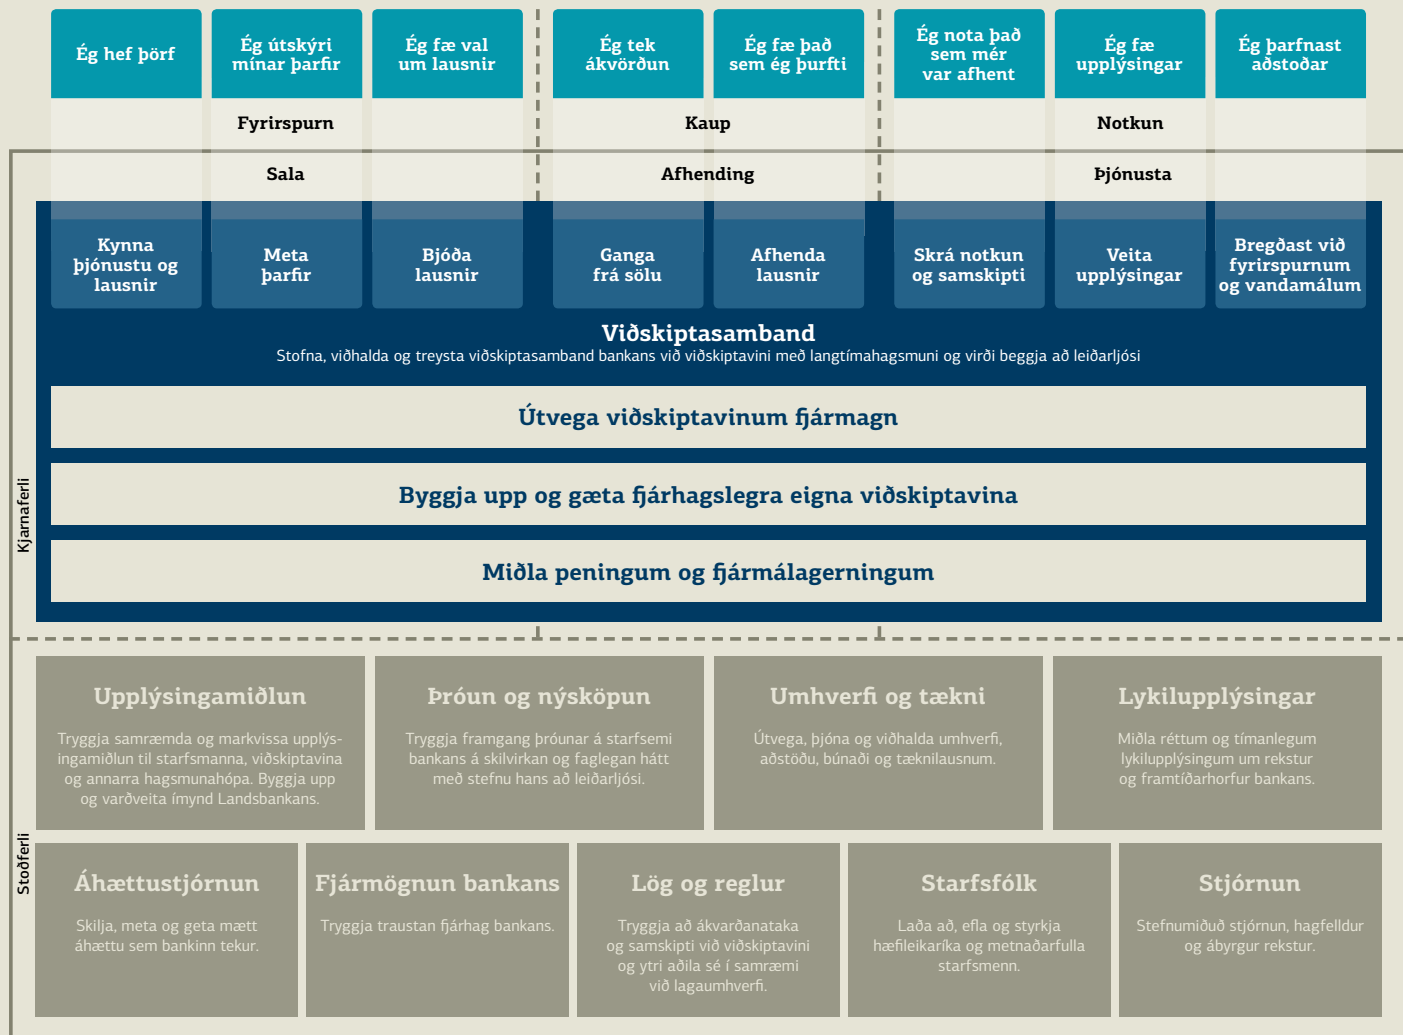 Ég hef þörf
Ég útskýri
mínar þarfir
Ég fæ val
um lausnir
Ég tek
ákvörðun
Ég fæ það
sem ég þurfti
Ég nota það
sem mér
var afhent
Ég fæ
upplýsingar
Ég þarfnast
aðstoðar
Fyrirspurn
Kaup
Notkun
Sala
Afhending
Þjónusta
Kynna
þjónustu og
lausnir
Meta
þarfir
Bjóða
lausnir
Ganga
frá sölu
Afhenda
lausnir
Skrá notkun
og samskipti
Veita
upplýsingar
Bregðast við
fyrirspurnum
og vandamálum
Viðskiptasamband
Stofna, viðhalda og treysta viðskiptasamband bankans við viðskiptavini með langtímahagsmuni og virði beggja að leiðarljósi
Útvega viðskiptavinum fjármagn
Byggja upp og gæta fjárhagslegra eigna viðskiptavina
Miðla peningum og fjármálagerningum
Kjarnaferli
Upplýsingamiðlun
Tryggja samræmda og markvissa upplýs-
ingamiðlun til starfsmanna, viðskiptavina
og annarra hagsmunahópa. Byggja upp
og varðveita ímynd Landsbankans.
Þróun og nýsköpun
Tryggja framgang þróunar á starfsemi
bankans á skilvirkan og faglegan hátt
með stefnu hans að leiðarljósi.
Umhverfi og tækni
Útvega, þjóna og viðhalda umhverfi,
aðstöðu, búnaði og tæknilausnum.
Lykilupplýsingar
Miðla réttum og tímanlegum
lykilupplýsingum um rekstur
og framtíðarhorfur bankans.
Stoðferli
Áhættustjórnun
Skilja, meta og geta mætt
áhættu sem bankinn tekur.
Fjármögnun bankans
Tryggja traustan fjárhag bankans.
Lög og reglur
Tryggja að ákvarðanataka
og samskipti við viðskiptavini
og ytri aðila sé í samræmi
við lagaumhverfi.
Starfsfólk
Laða að, efla og styrkja
hæfileikaríka og metnaðarfulla
starfsmenn.
Stjórnun
Stefnumiðuð stjórnun, hagfelldur
og ábyrgur rekstur.